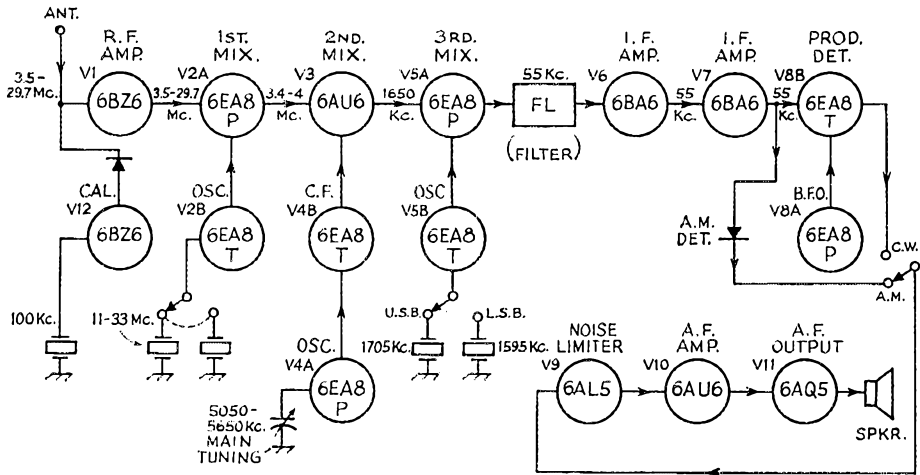 ANT.
R.F.
AMP.
1ST.
MIX.
2ND.
MIX.
3RD.
MIX.
I.F.
AMP.
I.F.
AMP.
PROD.
DET.
3.5-
29.7 Mc.
V1
6BZ6
3.5-29.7
Mc.
V2A
6EA8
P
3.4-4
Mc.
V3
6AU6
1650
Kc.
V5A
6EA8
P
55 Kc.
FL
(FILTER)
V6
6BA6
55
Kc.
V7
6BA6
55
Kc.
V8B
6EA8
T
CAL.
V12
6BZ6
OSC.
V2B
6EA8
T
C.F.
V4B
6EA8
T
OSC
V5B
6EA8
T
A.M.
DET.
B.F.O.
V8A
6EA8
P
C.W.
A.M.
100 Kc.
11-33 Mc.
U.S.B.
L.S.B.
1705 Kc.
1595 Kc.
OSC.
V4A
6EA8
P
5050-
5650 Kc.
MAIN
TUNING
NOISE
LIMITER
V9
6AL5
A.F.
AMP.
V10
6AU6
A.F.
OUTPUT
V11
6AQ5
SPKR.